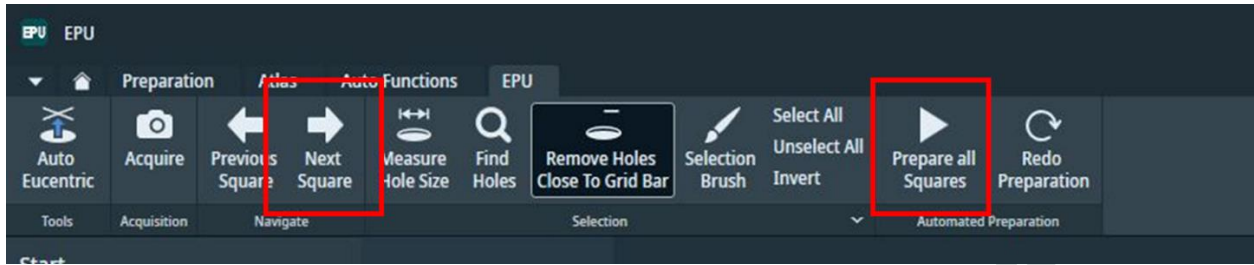 EPU EPU
Preparation Atlas Auto Functions EPU
Auto Eucentric
Acquire
Previous Square
Next Square
Measure Hole Size
Find Holes
Remove Holes Close To Grid Bar
Selection Brush
Select All
Unselect All
Invert
Prepare all Squares
Redo Preparation
Tools Acquisition Navigate Selection Automated Preparation
Start